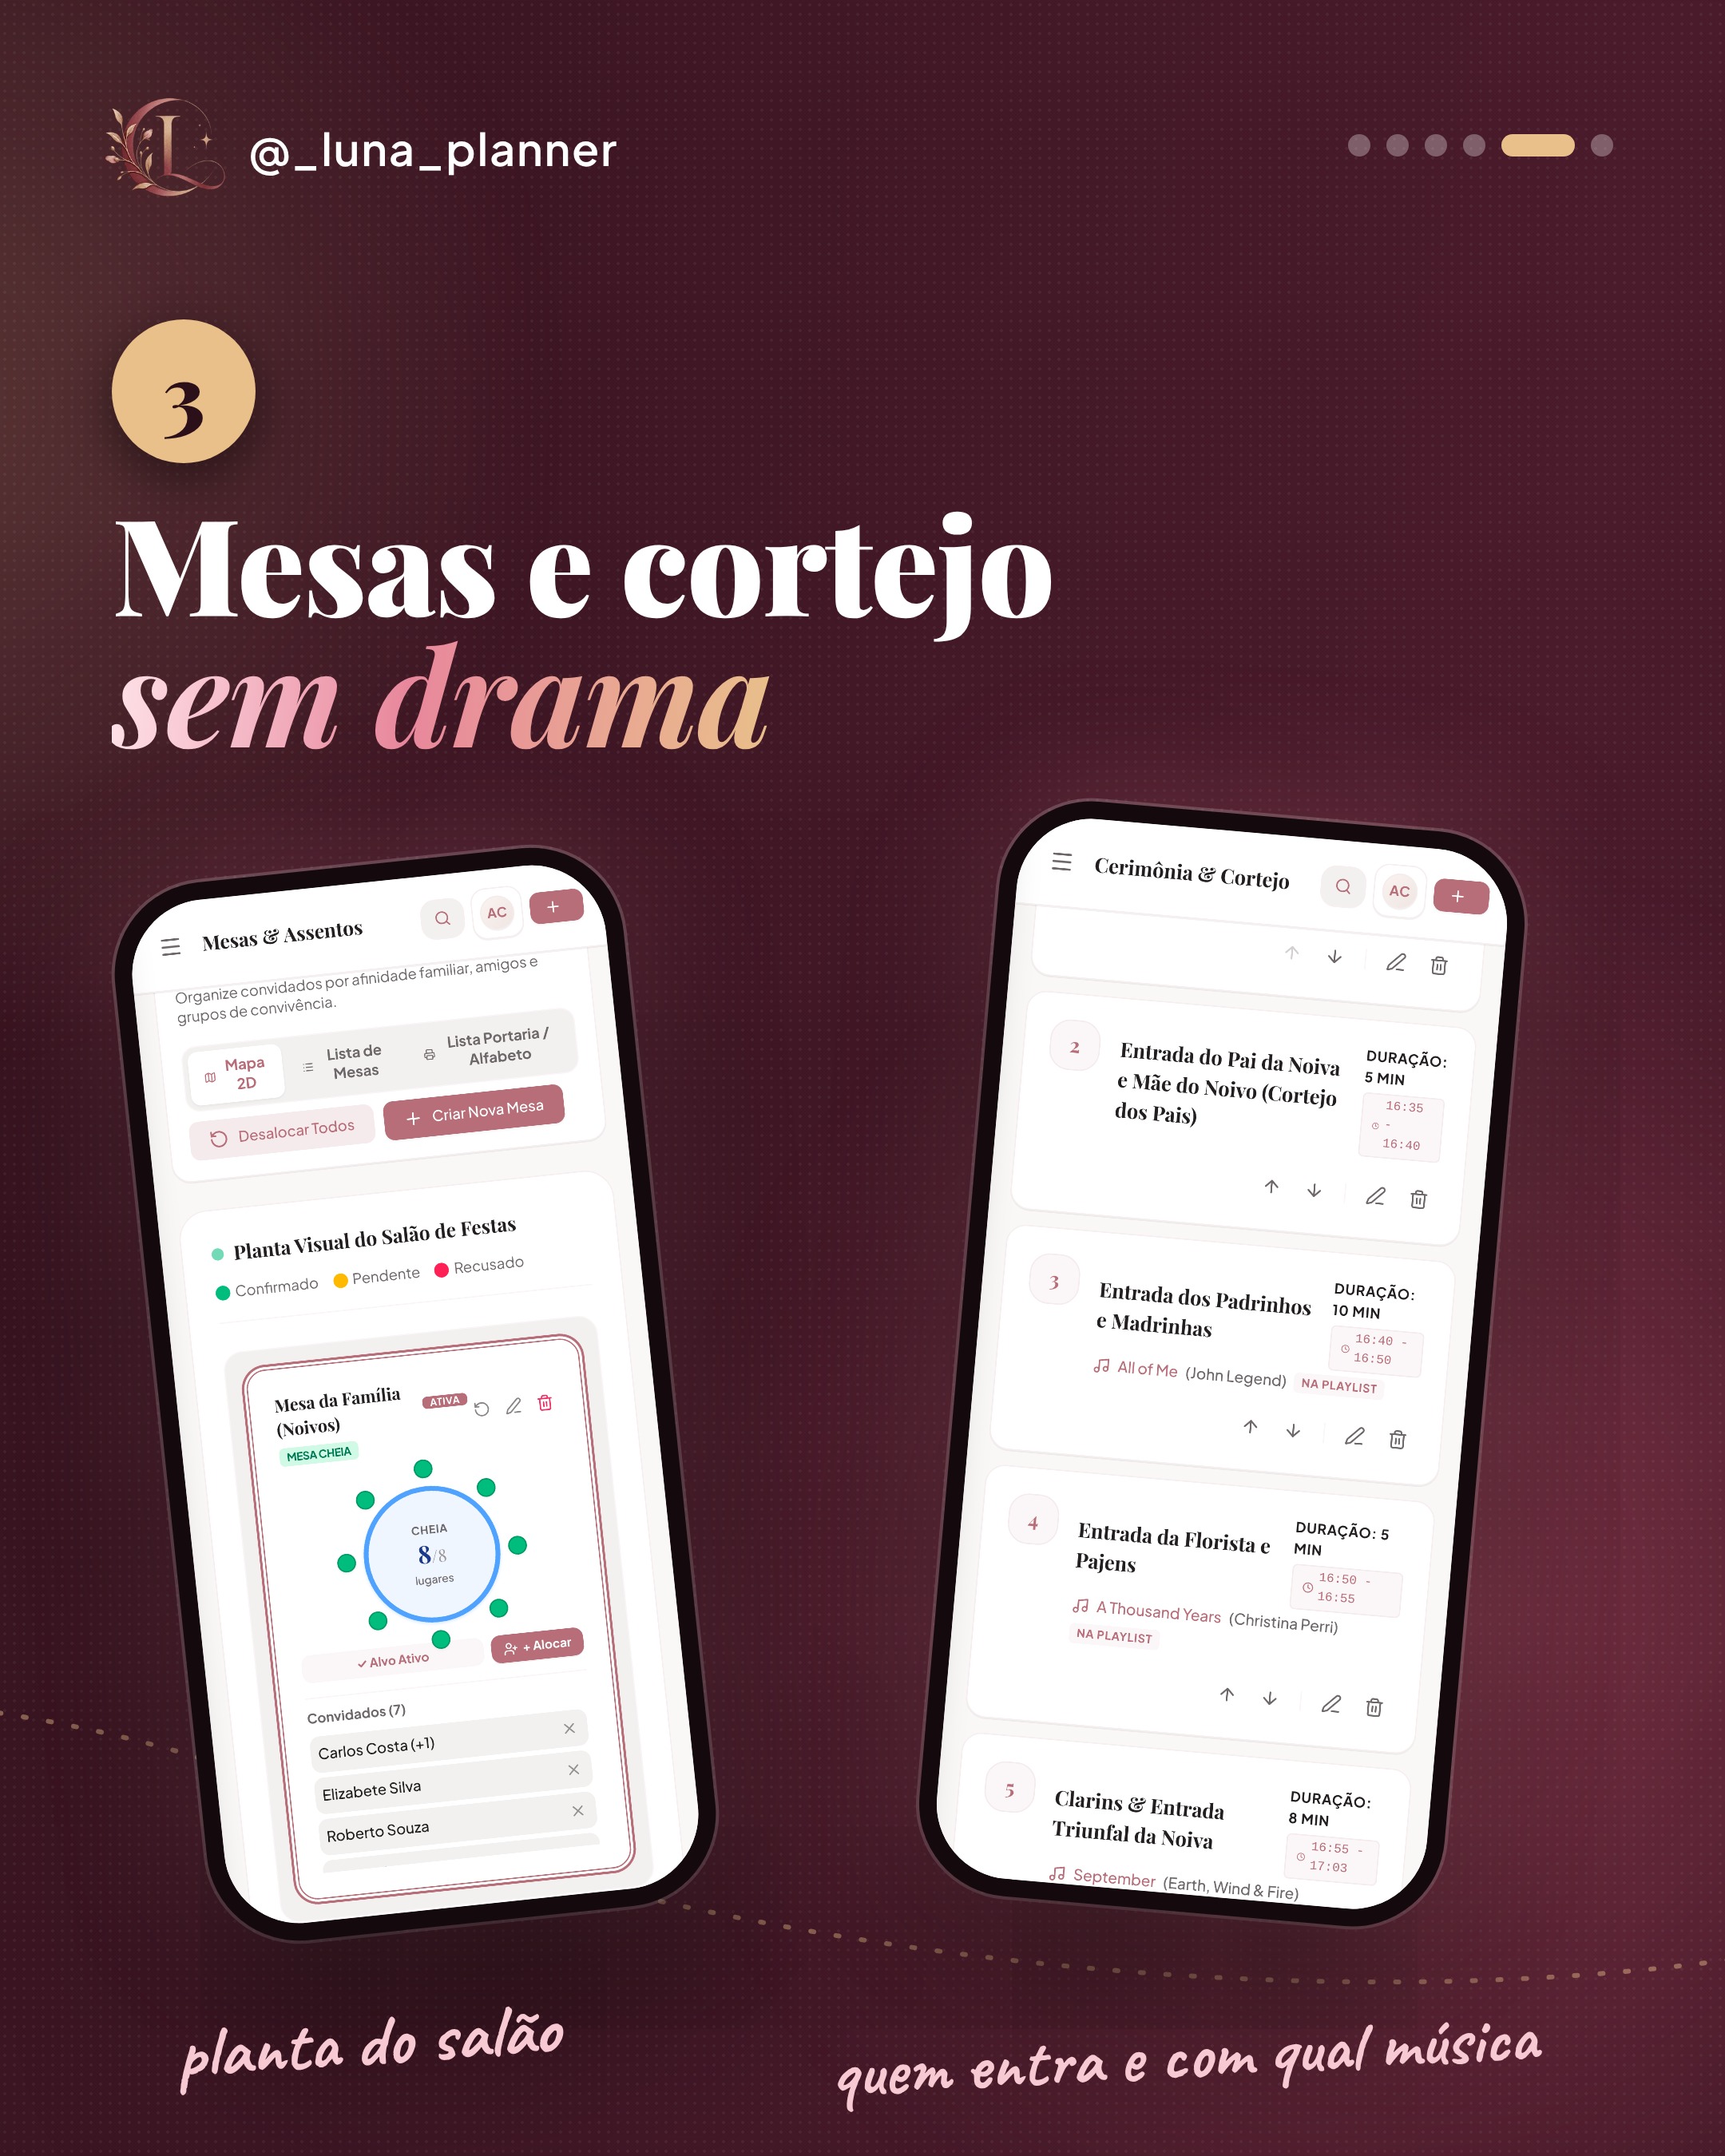 @_luna_planner
3
Mesas e cortejo
sem drama
Mesas & Assentos
AC
Organize convidados por afinidade familiar, amigos e
grupos de convivência.
Mapa
2D
Lista de
Mesas
Lista Portaria /
Alfabeto
Desalocar Todos
+ Criar Nova Mesa
Planta Visual do Salão de Festas
Confirmado
Pendente
Recusado
Mesa da Família
(Noivos)
ATIVA
MESA CHEIA
CHEIA
8/8
lugares
✓ Alvo Ativo
+ Alocar
Convidados (7)
Carlos Costa (+1)
Elizabete Silva
Roberto Souza
planta do salão
Cerimônia & Cortejo
AC
2
Entrada do Pai da Noiva
e Mãe do Noivo (Cortejo
dos Pais)
DURAÇÃO:
5 MIN
16:35
-
16:40
3
Entrada dos Padrinhos
e Madrinhas
DURAÇÃO:
10 MIN
16:40 -
16:50
All of Me (John Legend) NA PLAYLIST
4
Entrada da Florista e
Pajens
DURAÇÃO: 5
MIN
16:50 -
16:55
A Thousand Years (Christina Perri)
NA PLAYLIST
5
Clarins & Entrada
Triunfal da Noiva
DURAÇÃO:
8 MIN
16:55 -
17:03
September (Earth, Wind & Fire)
quem entra e com qual música